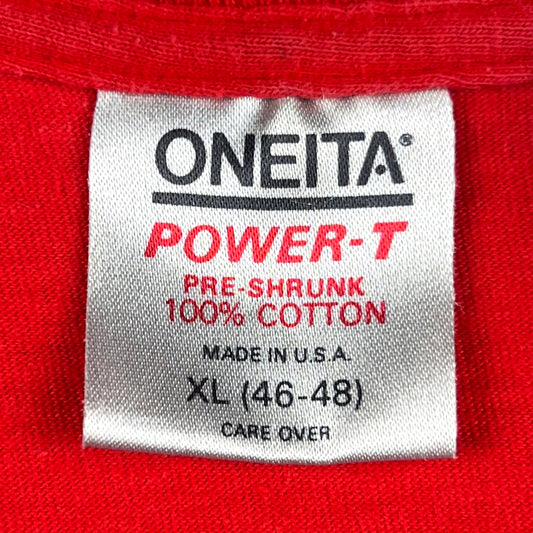 ONEITA®
POWER-T
PRE-SHRUNK
100% COTTON
MADE IN U.S.A.
XL (46-48)
CARE OVER